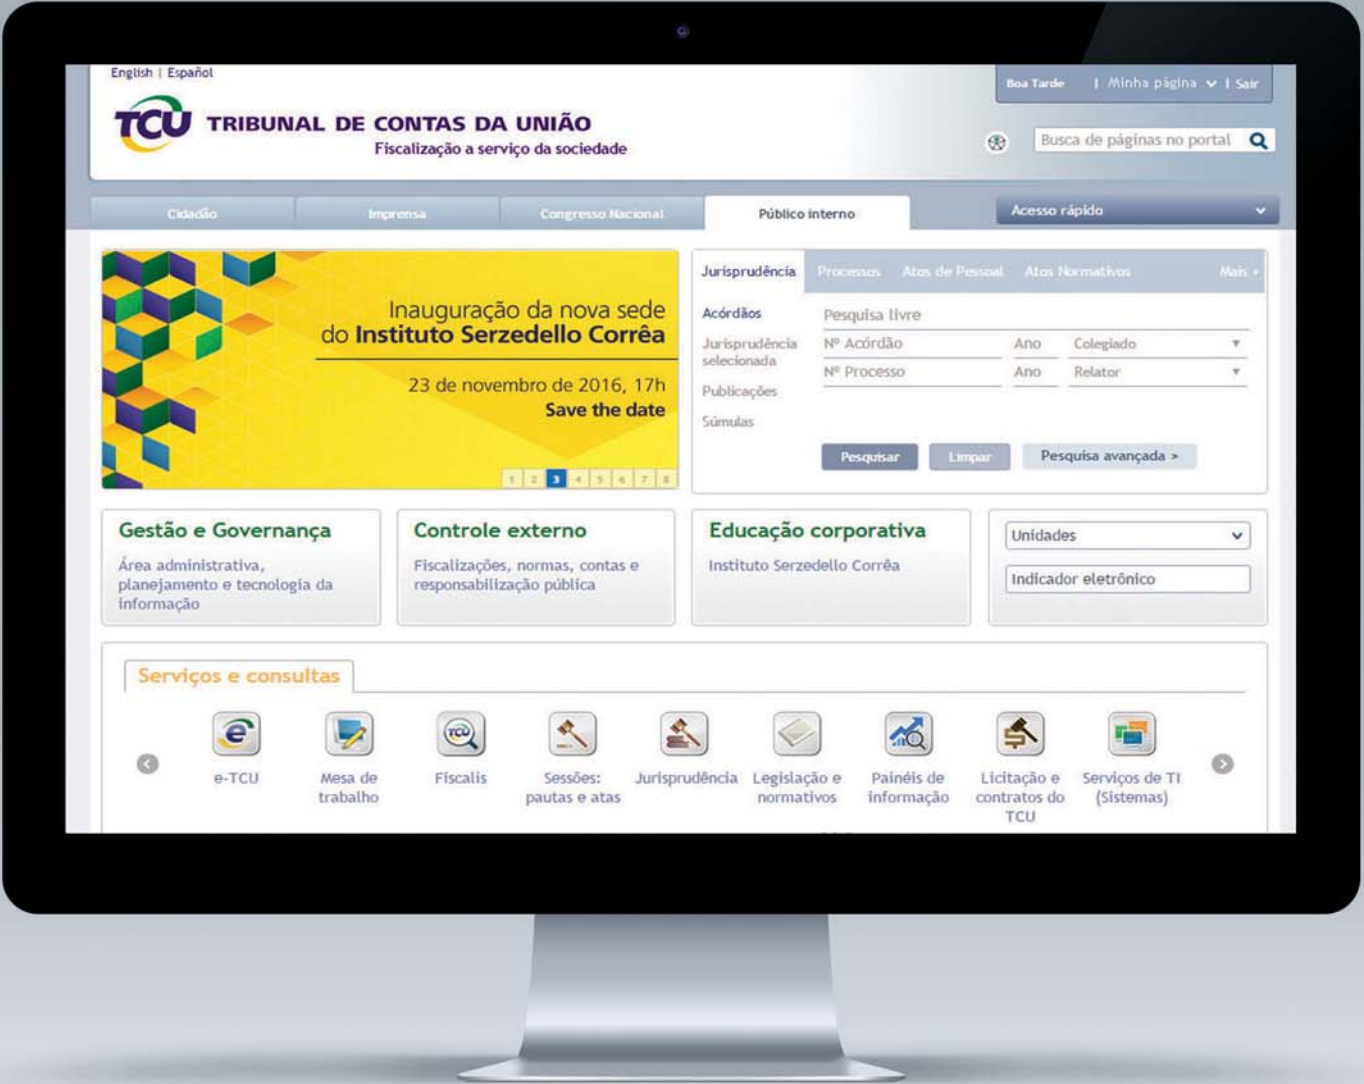 English | Español
Boa Tarde | Minha página | Sair
TCU TRIBUNAL DE CONTAS DA UNIÃO
Fiscalização a serviço da sociedade
Busca de páginas no portal
Cidadão
Imprensa
Congresso Nacional
Público interno
Acesso rápido
Inauguração da nova sede
do Instituto Serzedello Corrêa
23 de novembro de 2016, 17h
Save the date
1 2 3 4 5 6 7 8
Jurisprudência Processos Atos de Pessoal Atos Normativos Mais
Acórdãos
Jurisprudência
selecionada
Publicações
Súmulas
Pesquisa livre
Nº Acórdão Ano Colegiado
Nº Processo Ano Relator
Pesquisar Limpar Pesquisa avançada >
Gestão e Governança
Área administrativa,
planejamento e tecnologia da
informação
Controle externo
Fiscalizações, normas, contas e
responsabilização pública
Educação corporativa
Instituto Serzedello Corrêa
Unidades
Indicador eletrônico
Serviços e consultas
e-TCU
Mesa de
trabalho
TCU
Fiscalis
Sessões:
pautas e atas
Jurisprudência
Legislação e
normativos
Painéis de
informação
Licitação e
contratos do
TCU
Serviços de TI
(Sistemas)